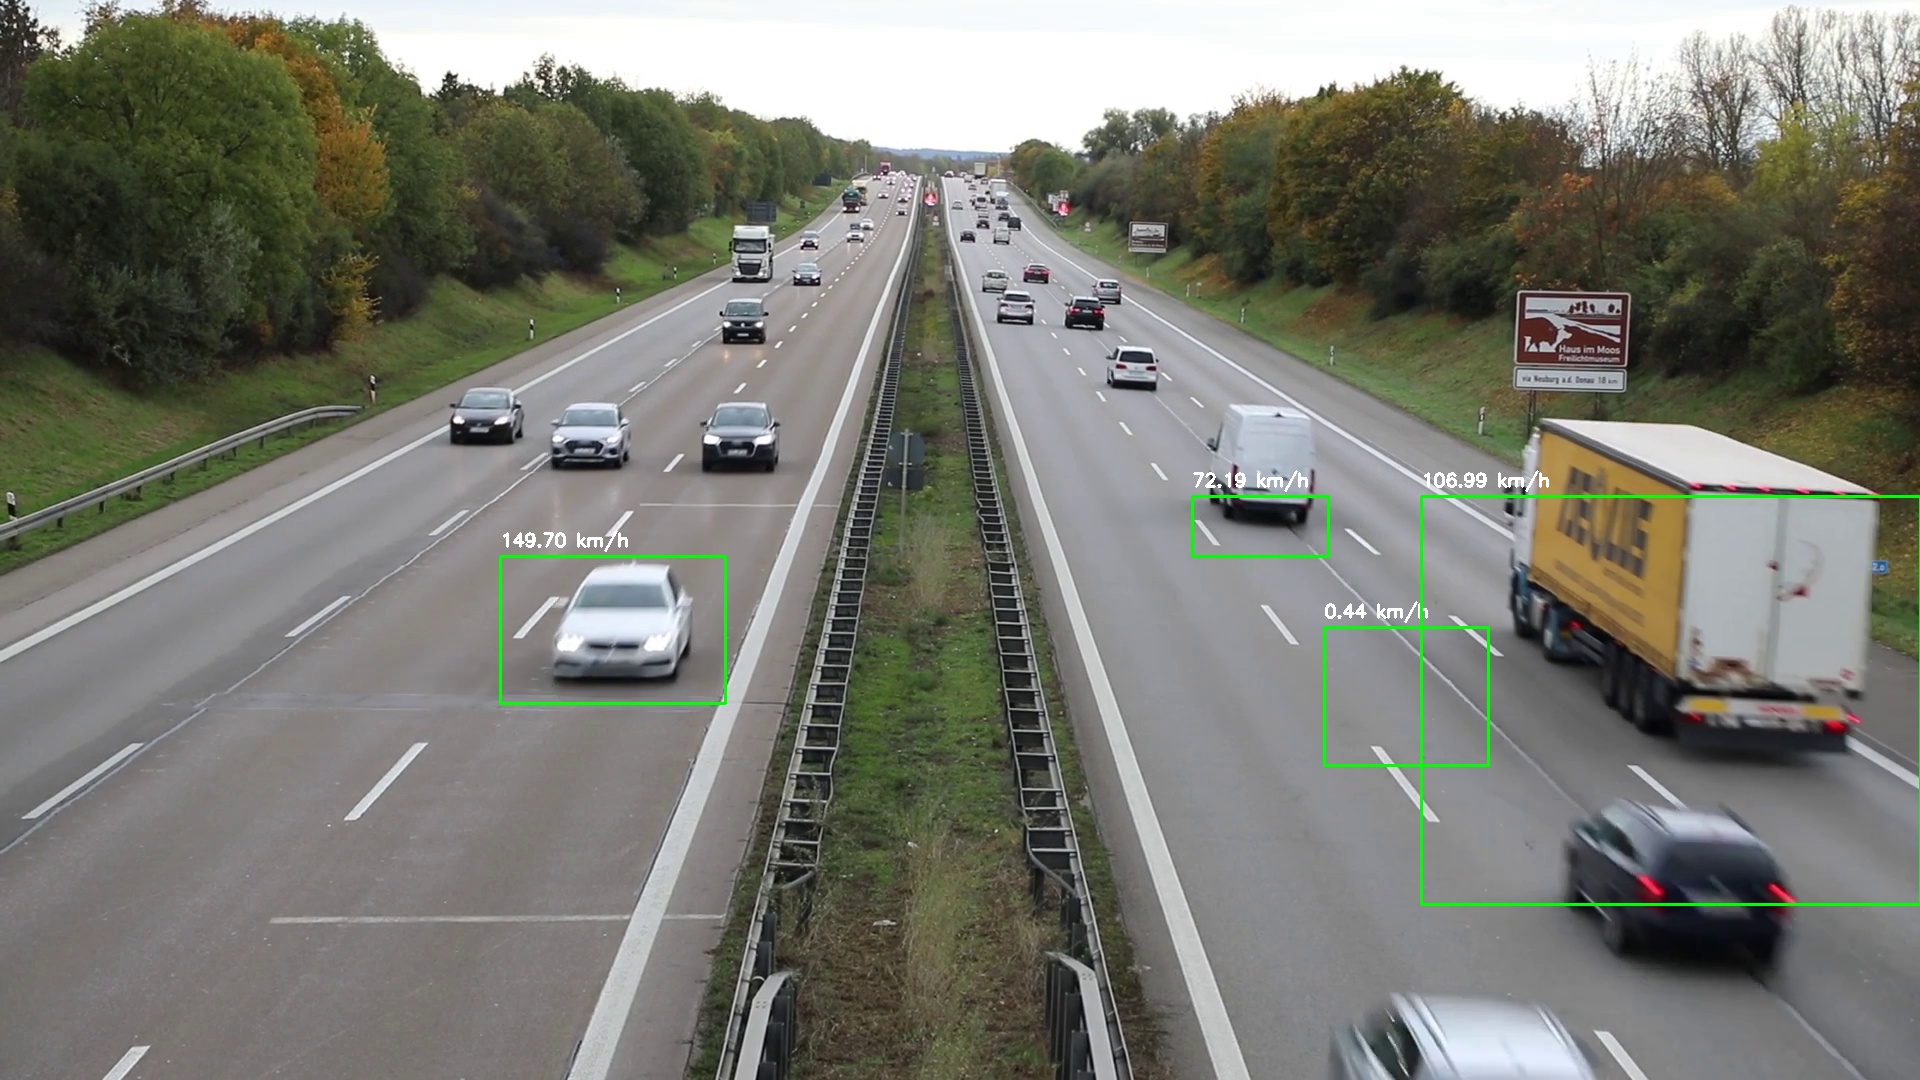 Haus im Moos
Freilichtmuseum
via Neuburg a.d. Donau 18 km
72.19 km/h
106.99 km/h
149.70 km/h
0.44 km/h